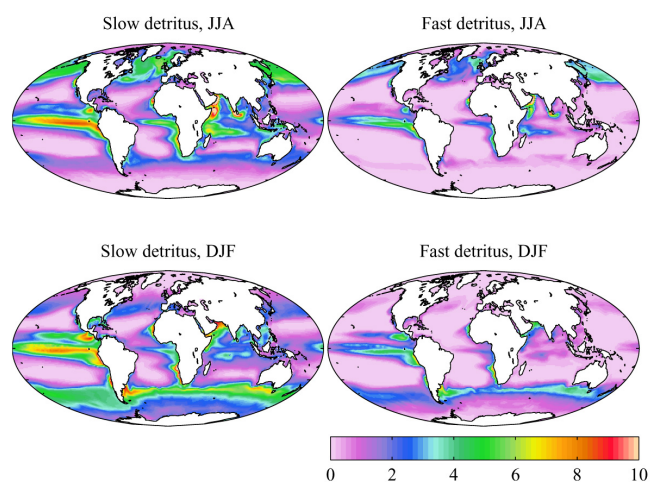 Slow detritus, JJA
Fast detritus, JJA
Slow detritus, DJF
Fast detritus, DJF
0 2 4 6 8 10